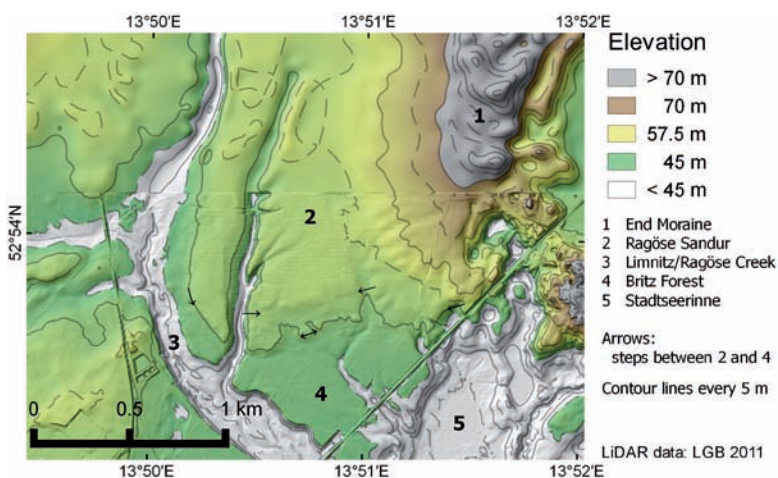 13°50'E
13°51'E
13°52'E
52°54'N
1
2
3
4
5
0
0.5
1 km
13°50'E
13°51'E
13°52'E
Elevation
> 70 m
70 m
57.5 m
45 m
< 45 m
1 End Moraine
2 Ragöse Sandur
3 Limnitz/Ragöse Creek
4 Britz Forest
5 Stadtseerinne
Arrows:
steps between 2 and 4
Contour lines every 5 m
LiDAR data: LGB 2011